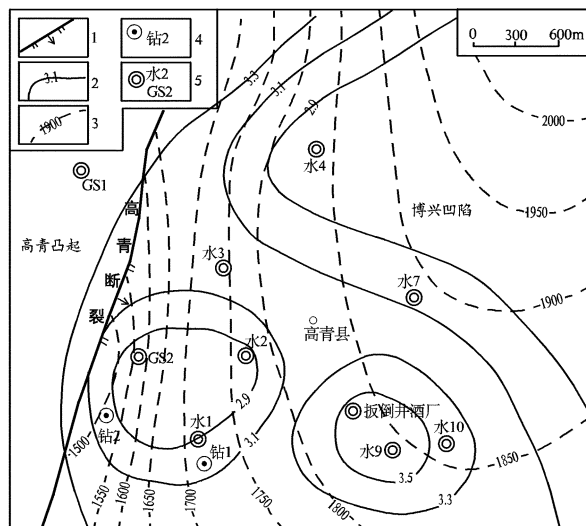 1
钻2
4
3.1
2
水2
GS2
5
1900
3
0 300 600m
3.3
3.1
2.9
2000
水4
GS1
高青断裂
博兴凹陷
1950
高青凸起
水3
水7
1900
高青县
水2
GS2
2.9
扳倒井酒厂
钻2
水1
水10
3.1
钻1
水9
1500
1850
3.5
1550
1600
1650
1700
1750
1800
3.3